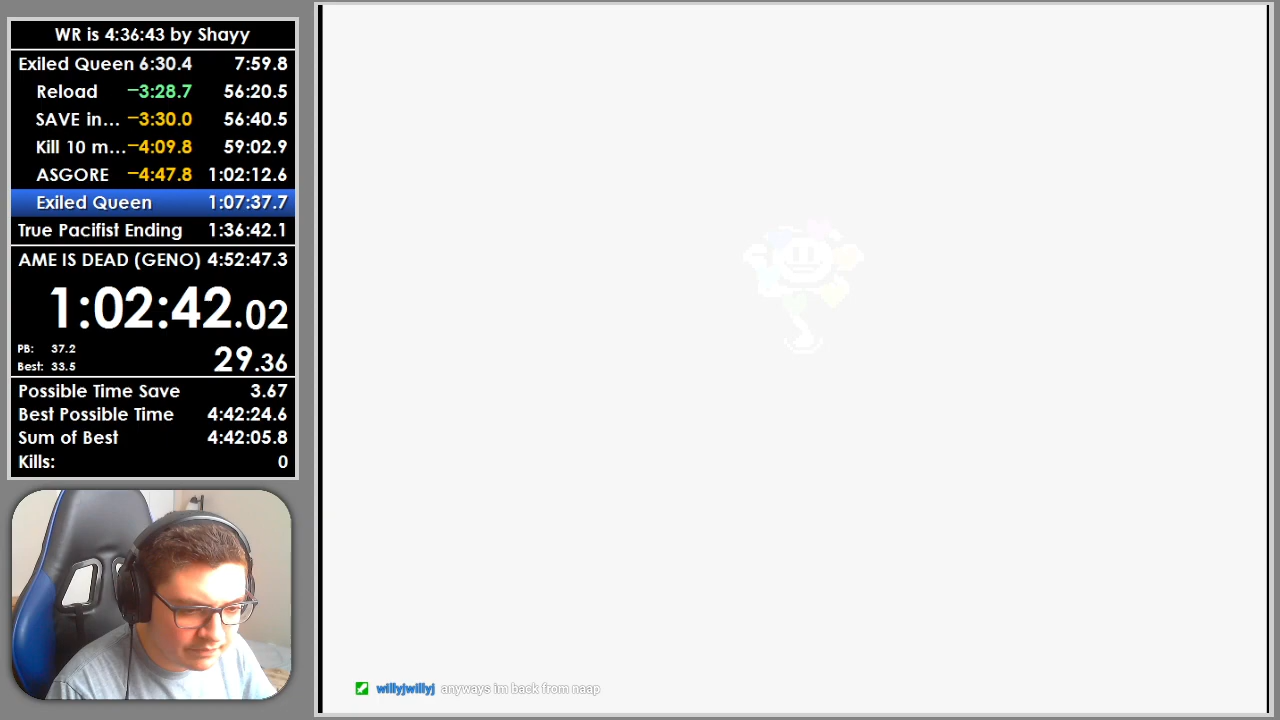 WR is 4:36:43 by Shayy
Exiled Queen 6:30.4 7:59.8
Reload −3:28.7 56:20.5
SAVE in... −3:30.0 56:40.5
Kill 10 m... −4:09.8 59:02.9
ASGORE −4:47.8 1:02:12.6
Exiled Queen 1:07:37.7
True Pacifist Ending 1:36:42.1
AME IS DEAD (GENO) 4:52:47.3
1:02:42.02
PB: 37.2
Best: 33.5
29.36
Possible Time Save 3.67
Best Possible Time 4:42:24.6
Sum of Best 4:42:05.8
Kills: 0
willyjwillyj anyways im back from naap